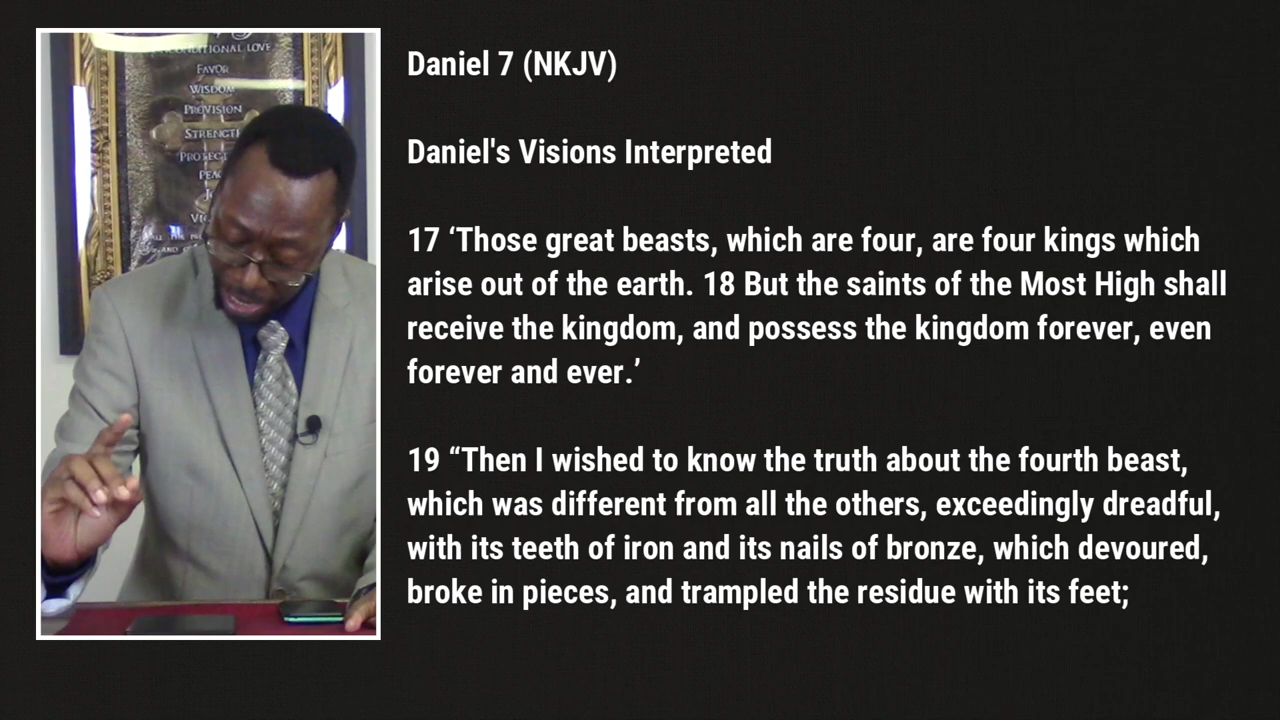 CONDITIONAL LOVE
FAVOR
WISDOM
PROVISION
STRENGTH
Daniel 7 (NKJV)
Daniel's Visions Interpreted
17 ‘Those great beasts, which are four, are four kings which
arise out of the earth. 18 But the saints of the Most High shall
receive the kingdom, and possess the kingdom forever, even
forever and ever.’
19 “Then I wished to know the truth about the fourth beast,
which was different from all the others, exceedingly dreadful,
with its teeth of iron and its nails of bronze, which devoured,
broke in pieces, and trampled the residue with its feet;